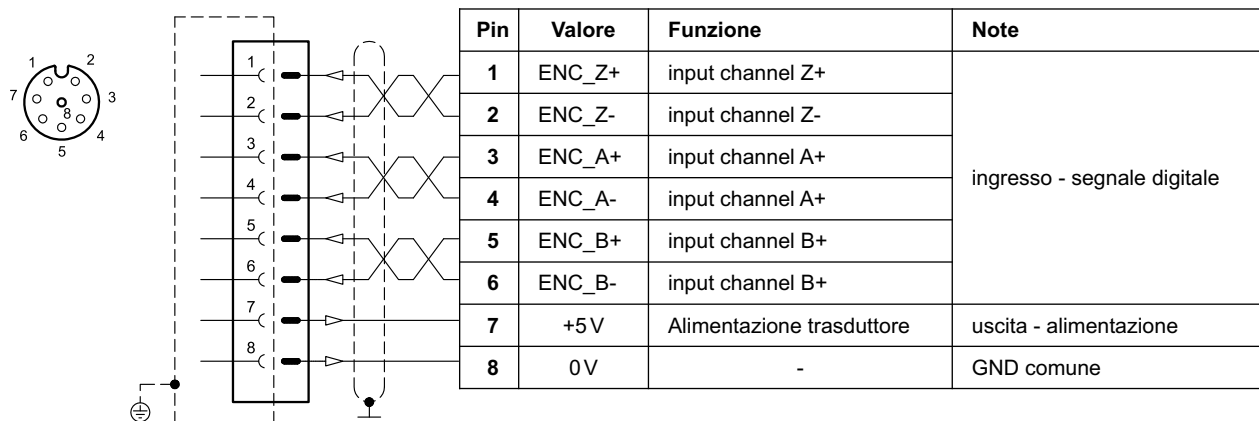 1 2
7 8 3
6 4
5
1
2
3
4
5
6
7
8
Pin Valore Funzione Note
1 ENC_Z+ input channel Z+
2 ENC_Z- input channel Z-
3 ENC_A+ input channel A+
ingresso - segnale digitale
4 ENC_A- input channel A+
5 ENC_B+ input channel B+
6 ENC_B- input channel B+
7 +5V Alimentazione trasduttore uscita - alimentazione
8 0V - GND comune